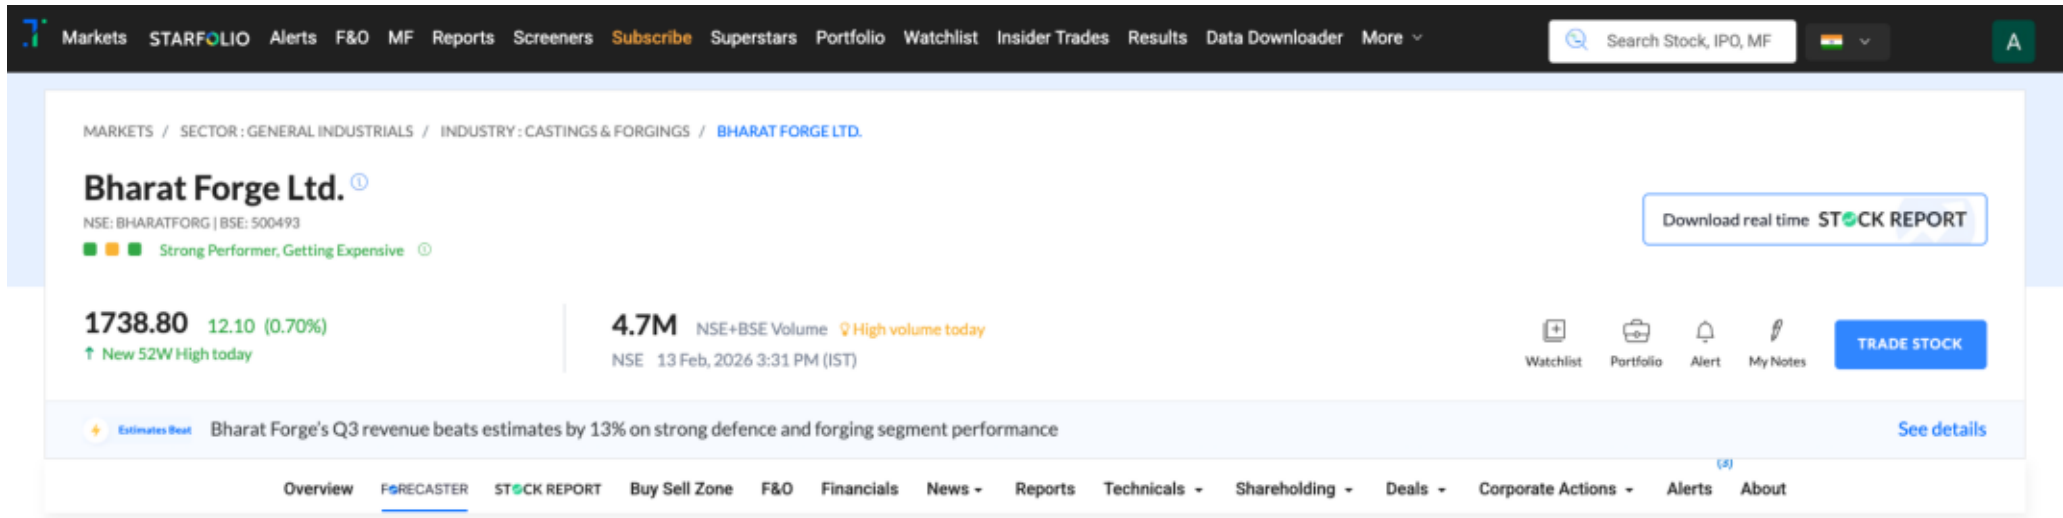 Markets STARFOLIO Alerts F&O MF Reports Screeners Subscribe Superstars Portfolio Watchlist Insider Trades Results Data Downloader More Search Stock, IPO, MF A
MARKETS / SECTOR : GENERAL INDUSTRIALS / INDUSTRY : CASTINGS & FORGINGS / BHARAT FORGE LTD.
Bharat Forge Ltd.
NSE: BHARATFORG | BSE: 500493
Download real time STOCK REPORT
Strong Performer, Getting Expensive
1738.80 12.10 (0.70%)
↑ New 52W High today
4.7M NSE+BSE Volume High volume today
NSE 13 Feb, 2026 3:31 PM (IST)
Watchlist Portfolio Alert My Notes
TRADE STOCK
Estimates Beat Bharat Forge's Q3 revenue beats estimates by 13% on strong defence and forging segment performance See details
(3)
Overview FORECASTER STOCK REPORT Buy Sell Zone F&O Financials News Reports Technicals Shareholding Deals Corporate Actions Alerts About